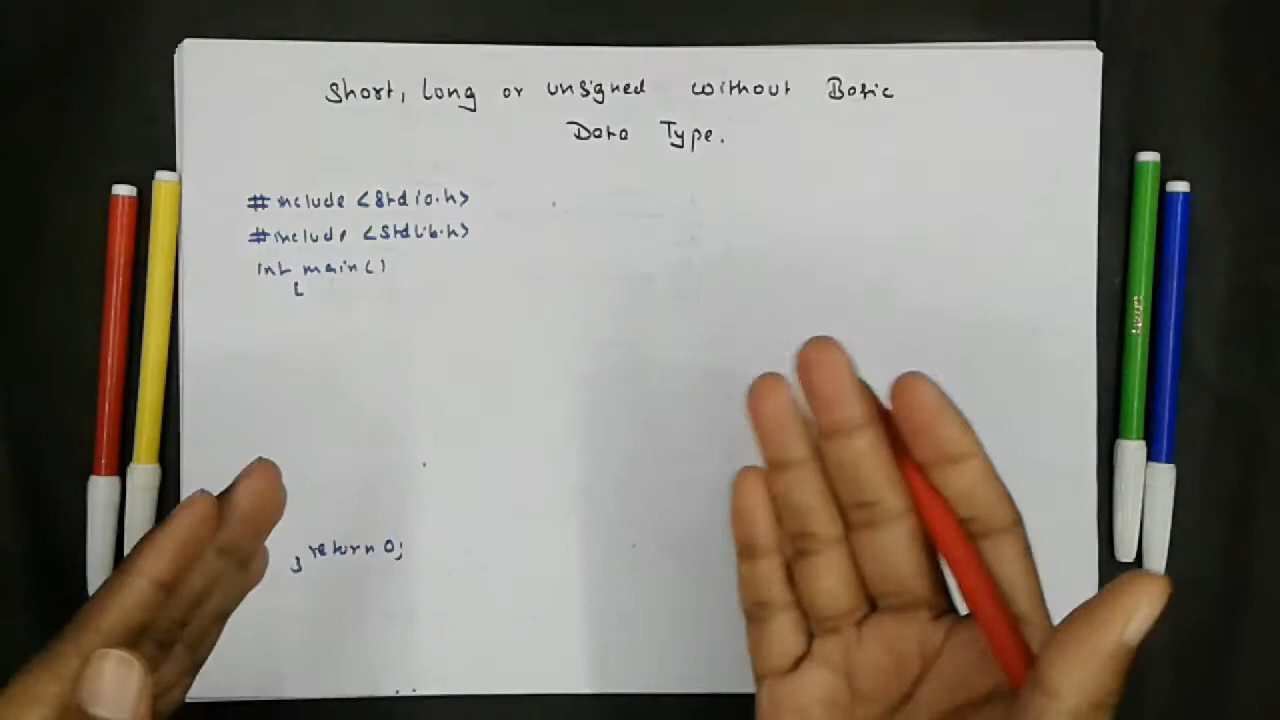 Short, long or unsigned without Basic
Data Type.
#include <stdio.h>
#include <stdlib.h>
int main()
{
return 0;
}